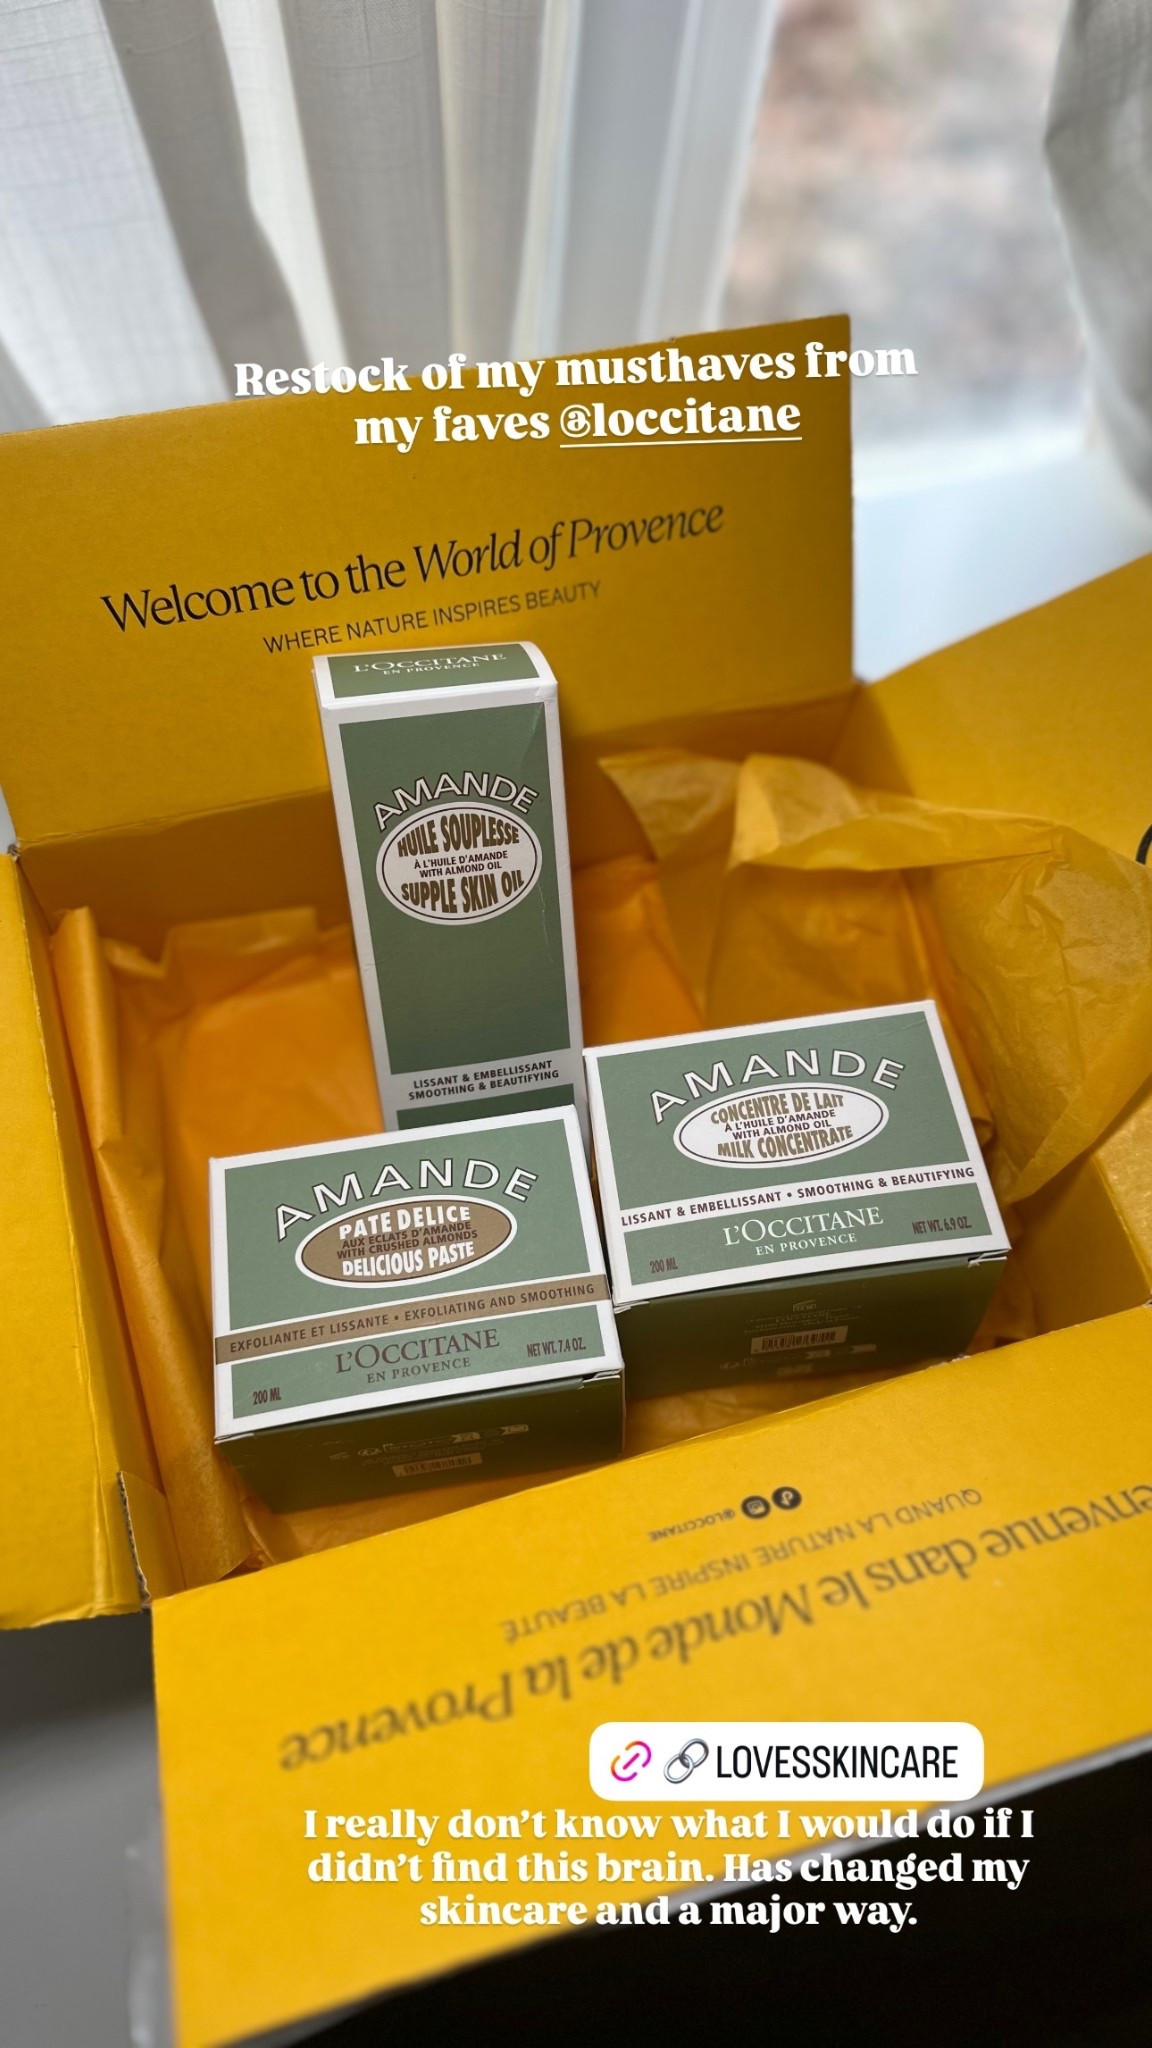 Restock of my musthaves from
my faves @loccitane
Welcome to the World of Provence
WHERE NATURE INSPIRES BEAUTY
L'OCCITANE
EN PROVENCE
AMANDE
HUILE SOUPLESSE
À L'HUILE D'AMANDE
WITH ALMOND OIL
SUPPLE SKIN OIL
LISSANT & EMBELLISSANT
SMOOTHING & BEAUTIFYING
AMANDE
CONCENTRE DE LAIT
À L'HUILE D'AMANDE
WITH ALMOND OIL
MILK CONCENTRATE
LISSANT & EMBELLISSANT • SMOOTHING & BEAUTIFYING
L'OCCITANE
EN PROVENCE
200 ML
NET WT. 6.9 OZ.
AMANDE
PATE DELICE
AUX ECLATS D'AMANDE
WITH CRUSHED ALMONDS
DELICIOUS PASTE
EXFOLIANTE ET LISSANTE • EXFOLIATING AND SMOOTHING
L'OCCITANE
EN PROVENCE
200 ML
NET WT. 7.4 OZ.
@LOCCITANE
QUAND LA NATURE INSPIRE LA BEAUTÉ
envenue dans le Monde de la Provence
LOVESSKINCARE
I really don't know what I would do if I
didn't find this brain. Has changed my
skincare and a major way.